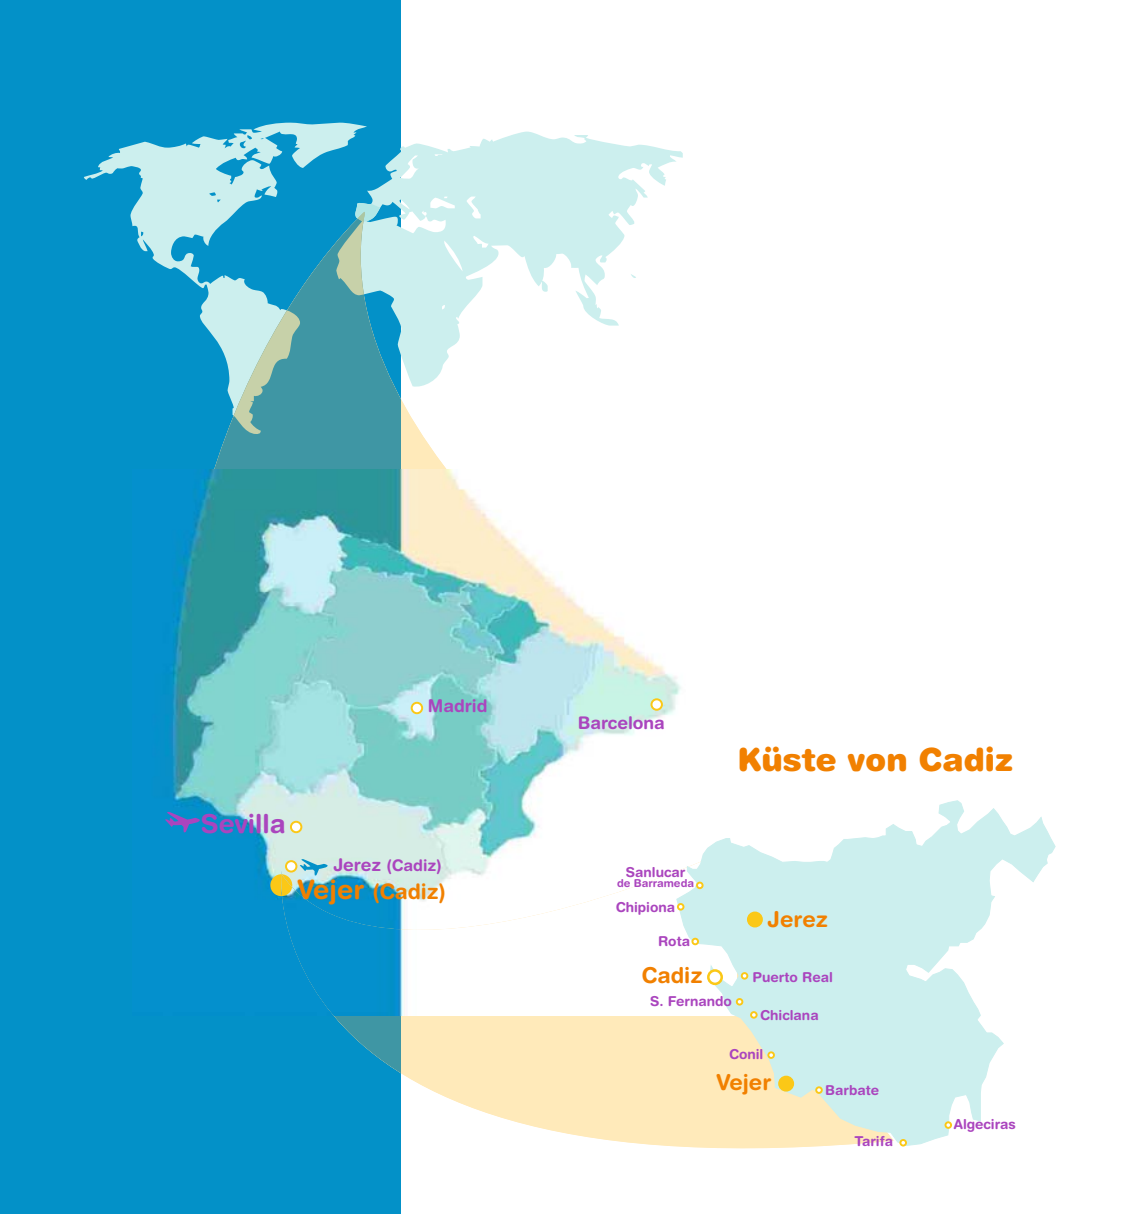 Madrid
Barcelona
Küste von Cadiz
Sevilla
Jerez (Cadiz)
Vejer (Cadiz)
Sanlucar
de Barrameda
Chipiona
Jerez
Rota
Cadiz
Puerto Real
S. Fernando
Chiclana
Conil
Vejer
Barbate
Algeciras
Tarifa